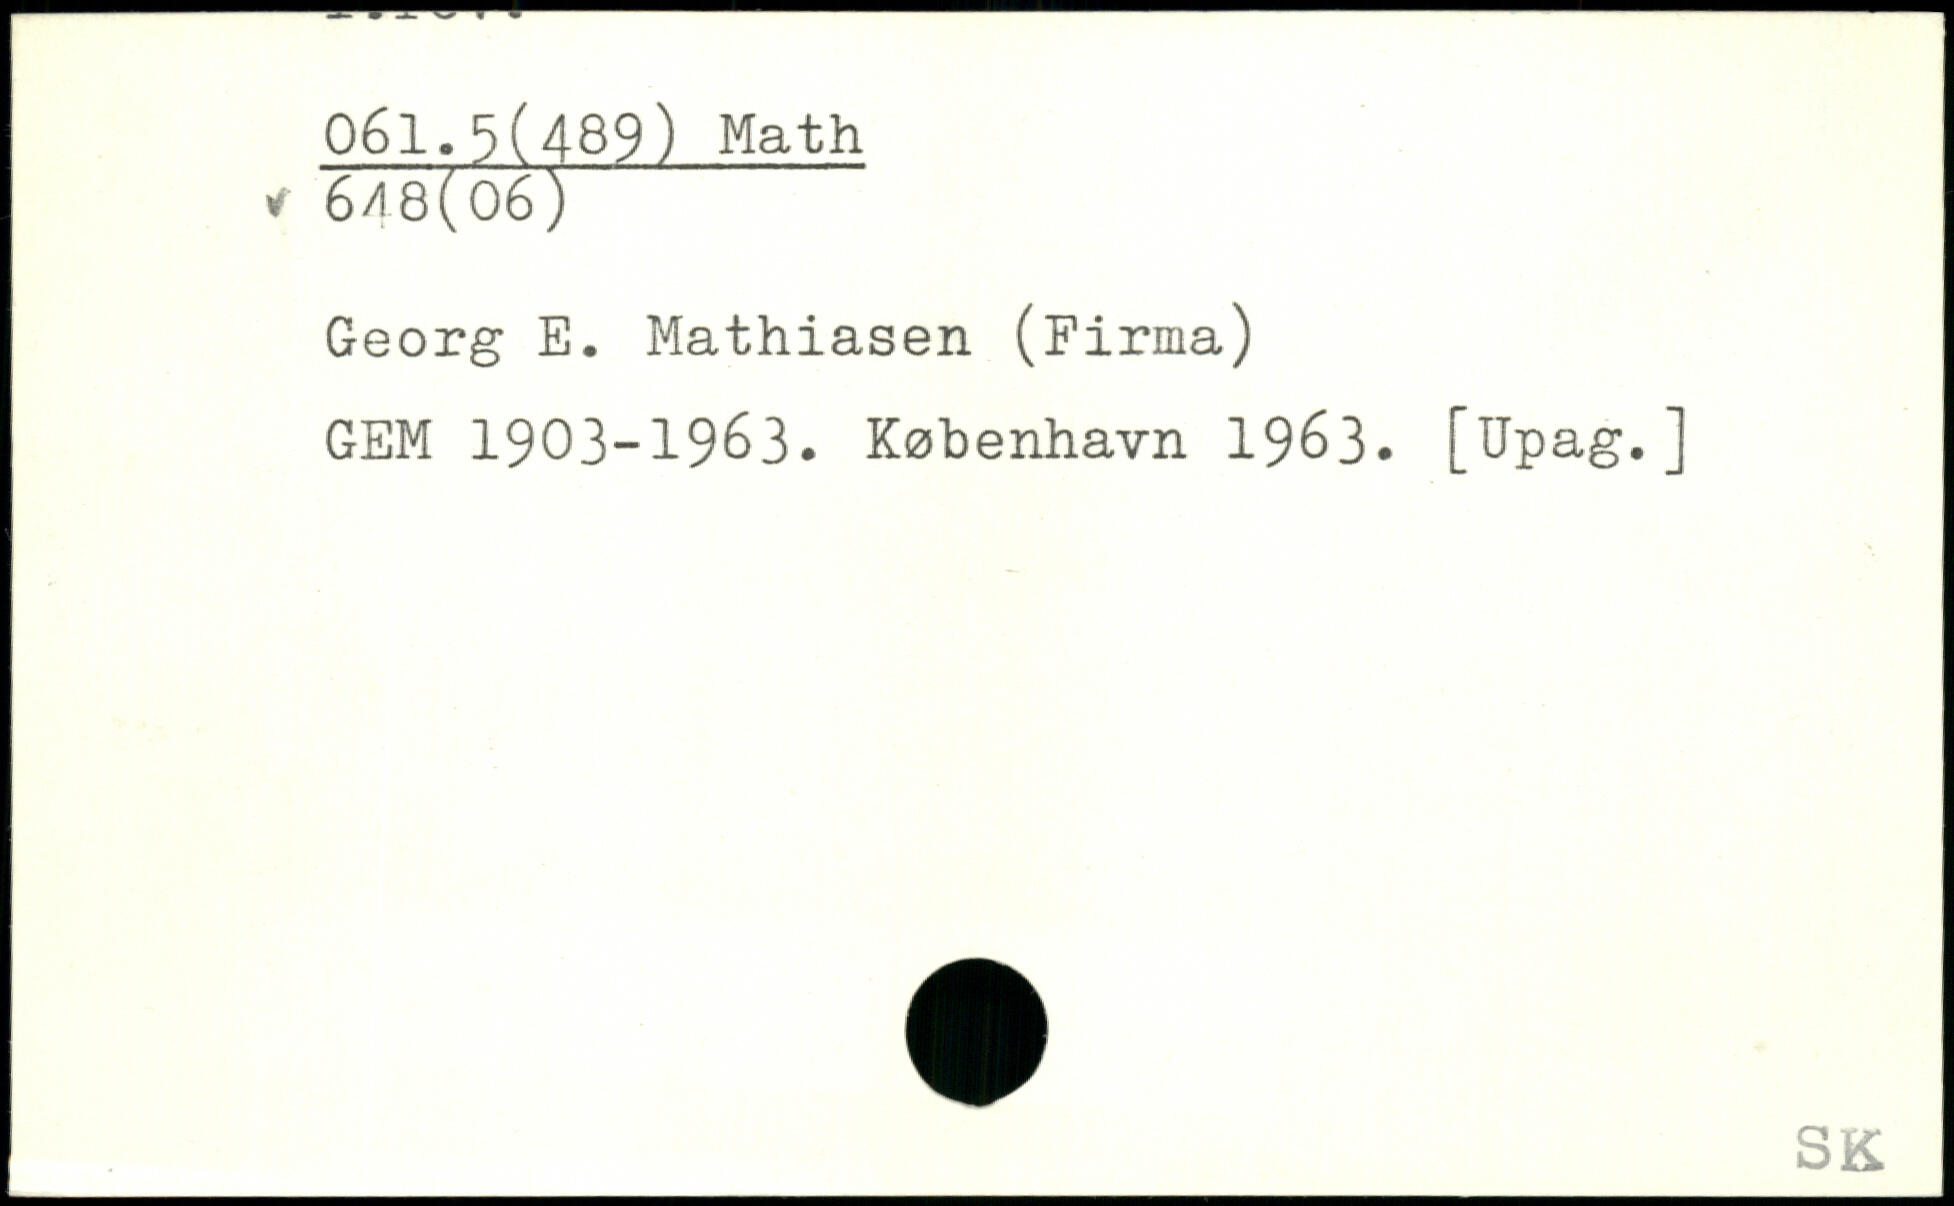 061.5(489) Math
648(06)
Georg E. Mathiasen (Firma)
GEM 1903-1963. København 1963. [Upag.]
SK